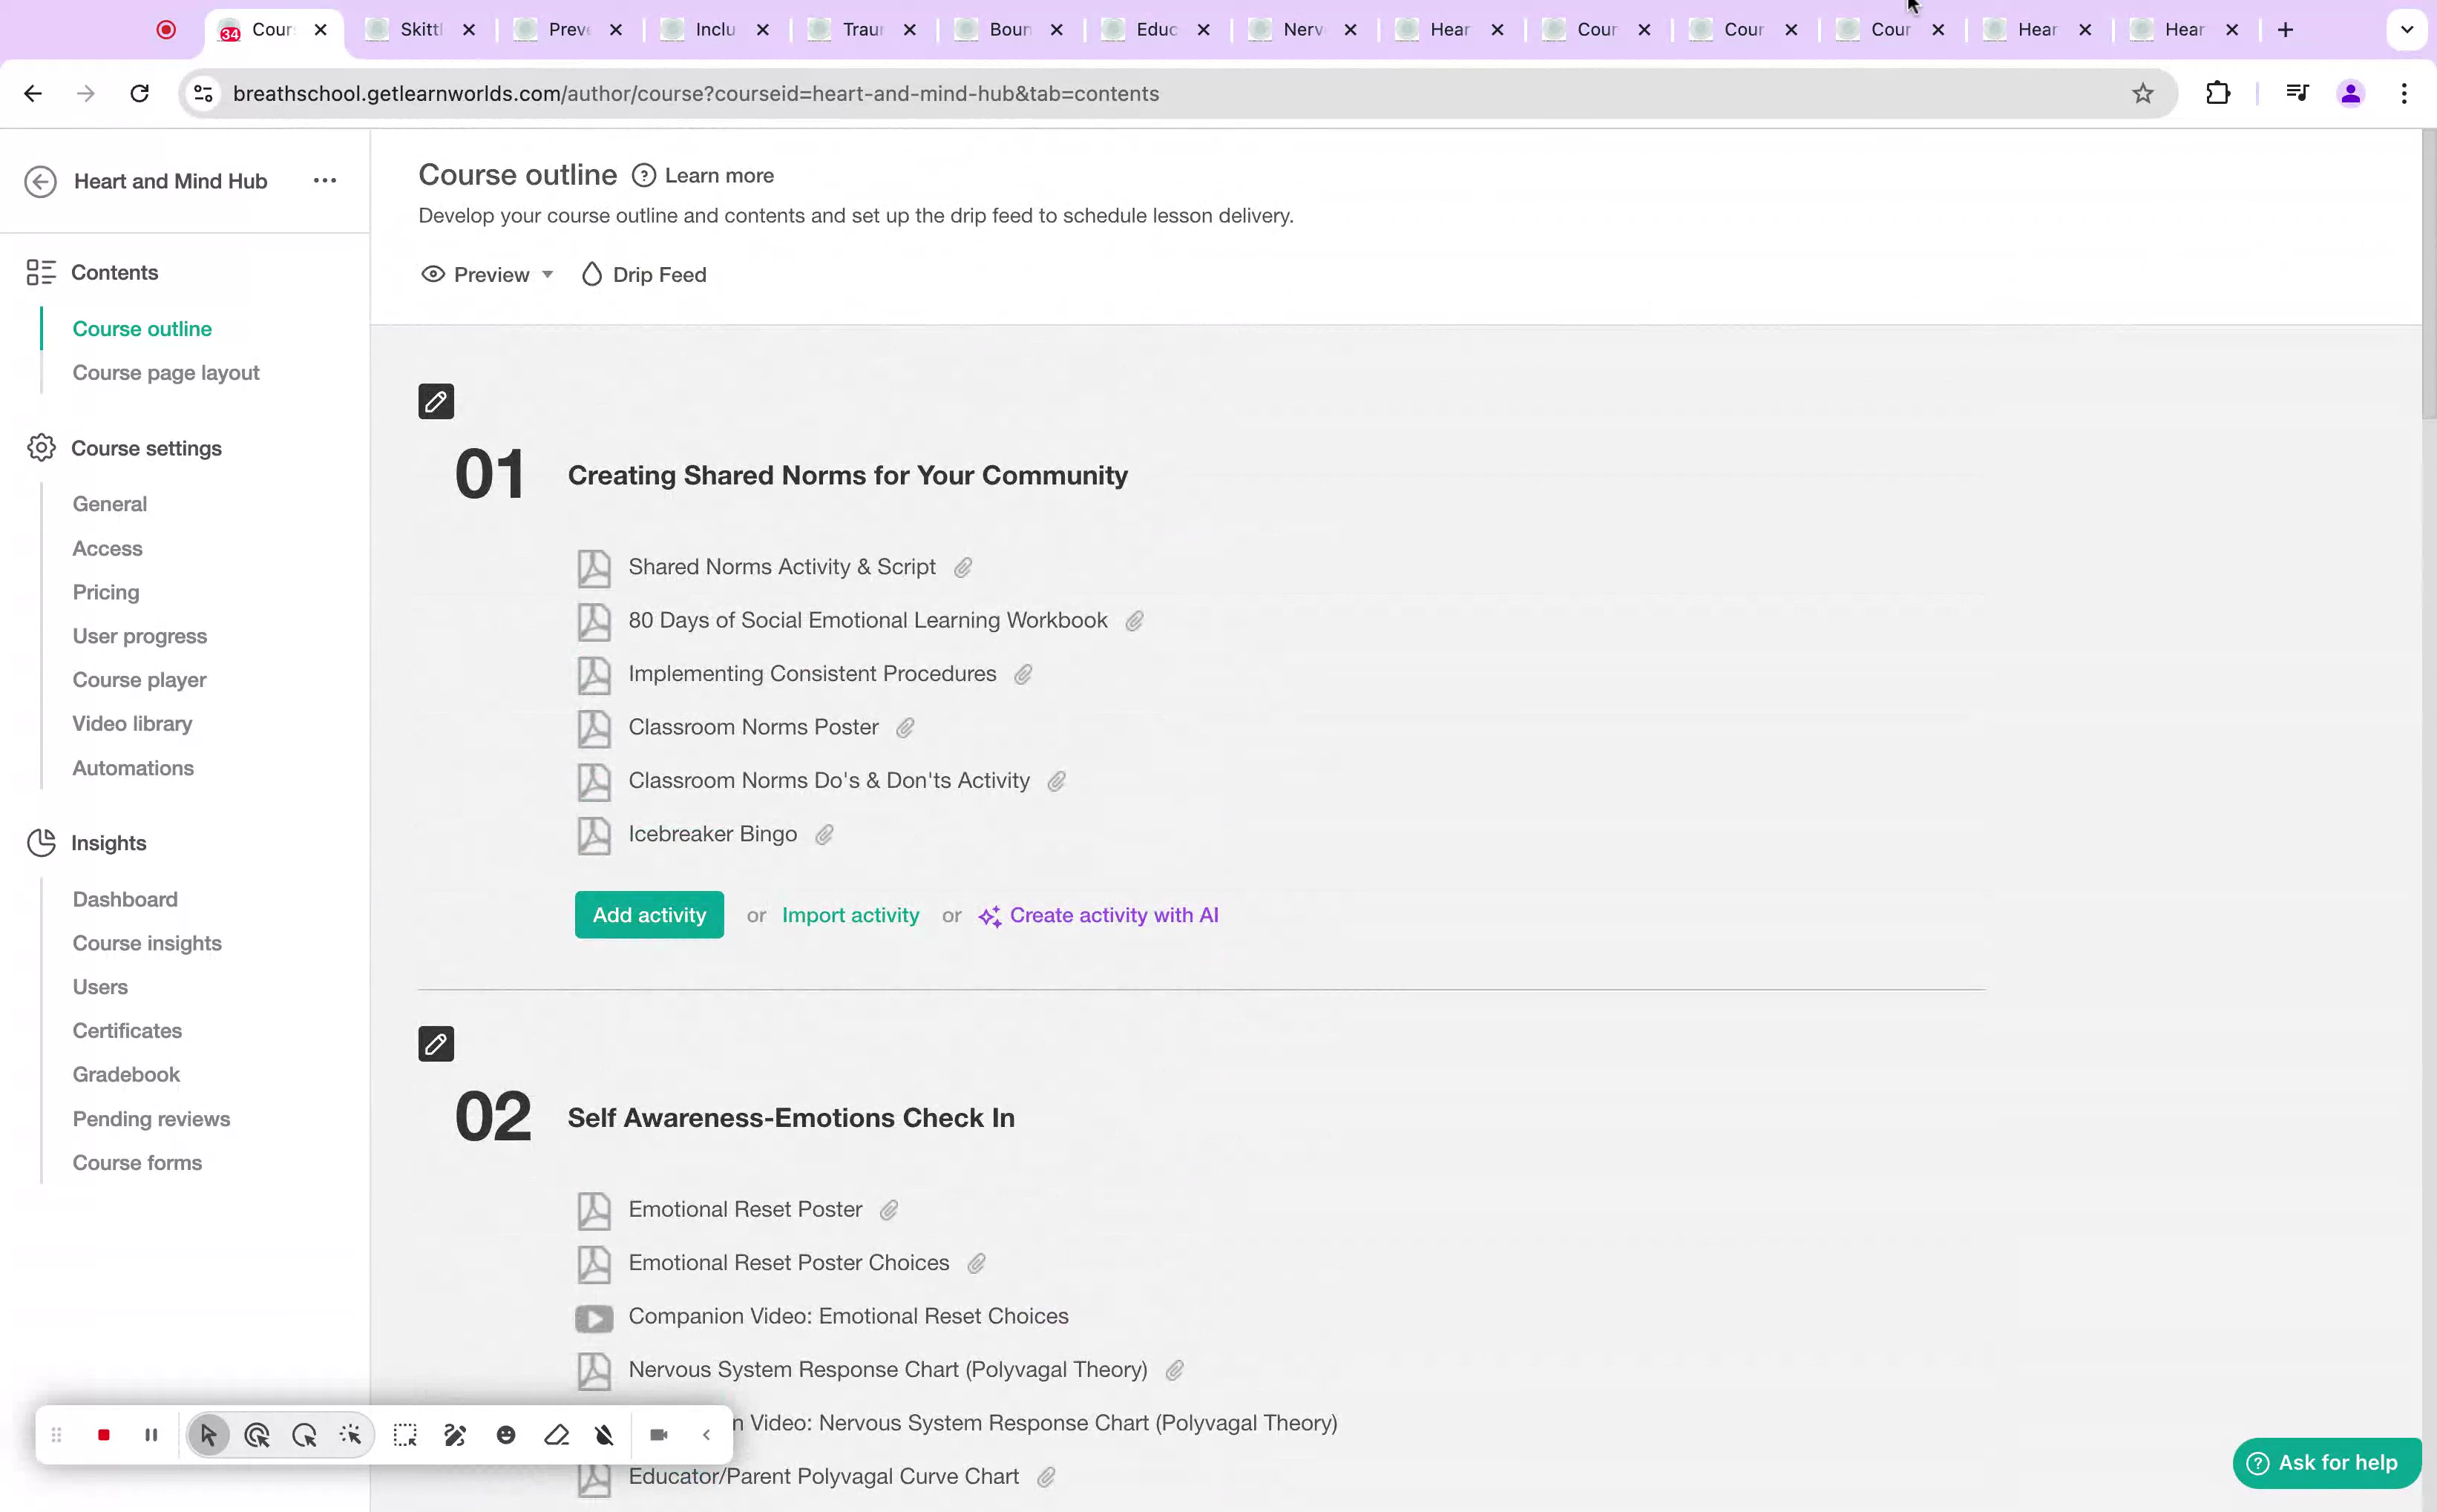 34 Cour
Skittl
Preve
Inclu
Traur
Boun
Educ
Nerv
Hear
Cour
Cour
Cour
Hear
Hear
breathschool.getlearnworlds.com/author/course?courseid=heart-and-mind-hub&tab=contents
Heart and Mind Hub
Contents
Course outline
Course page layout
Course settings
General
Access
Pricing
User progress
Course player
Video library
Automations
Insights
Dashboard
Course insights
Users
Certificates
Gradebook
Pending reviews
Course forms
Course outline ? Learn more
Develop your course outline and contents and set up the drip feed to schedule lesson delivery.
Preview Drip Feed
01 Creating Shared Norms for Your Community
Shared Norms Activity & Script
80 Days of Social Emotional Learning Workbook
Implementing Consistent Procedures
Classroom Norms Poster
Classroom Norms Do's & Don'ts Activity
Icebreaker Bingo
Add activity or Import activity or Create activity with AI
02 Self Awareness-Emotions Check In
Emotional Reset Poster
Emotional Reset Poster Choices
Companion Video: Emotional Reset Choices
Nervous System Response Chart (Polyvagal Theory)
n Video: Nervous System Response Chart (Polyvagal Theory)
Educator/Parent Polyvagal Curve Chart
? Ask for help